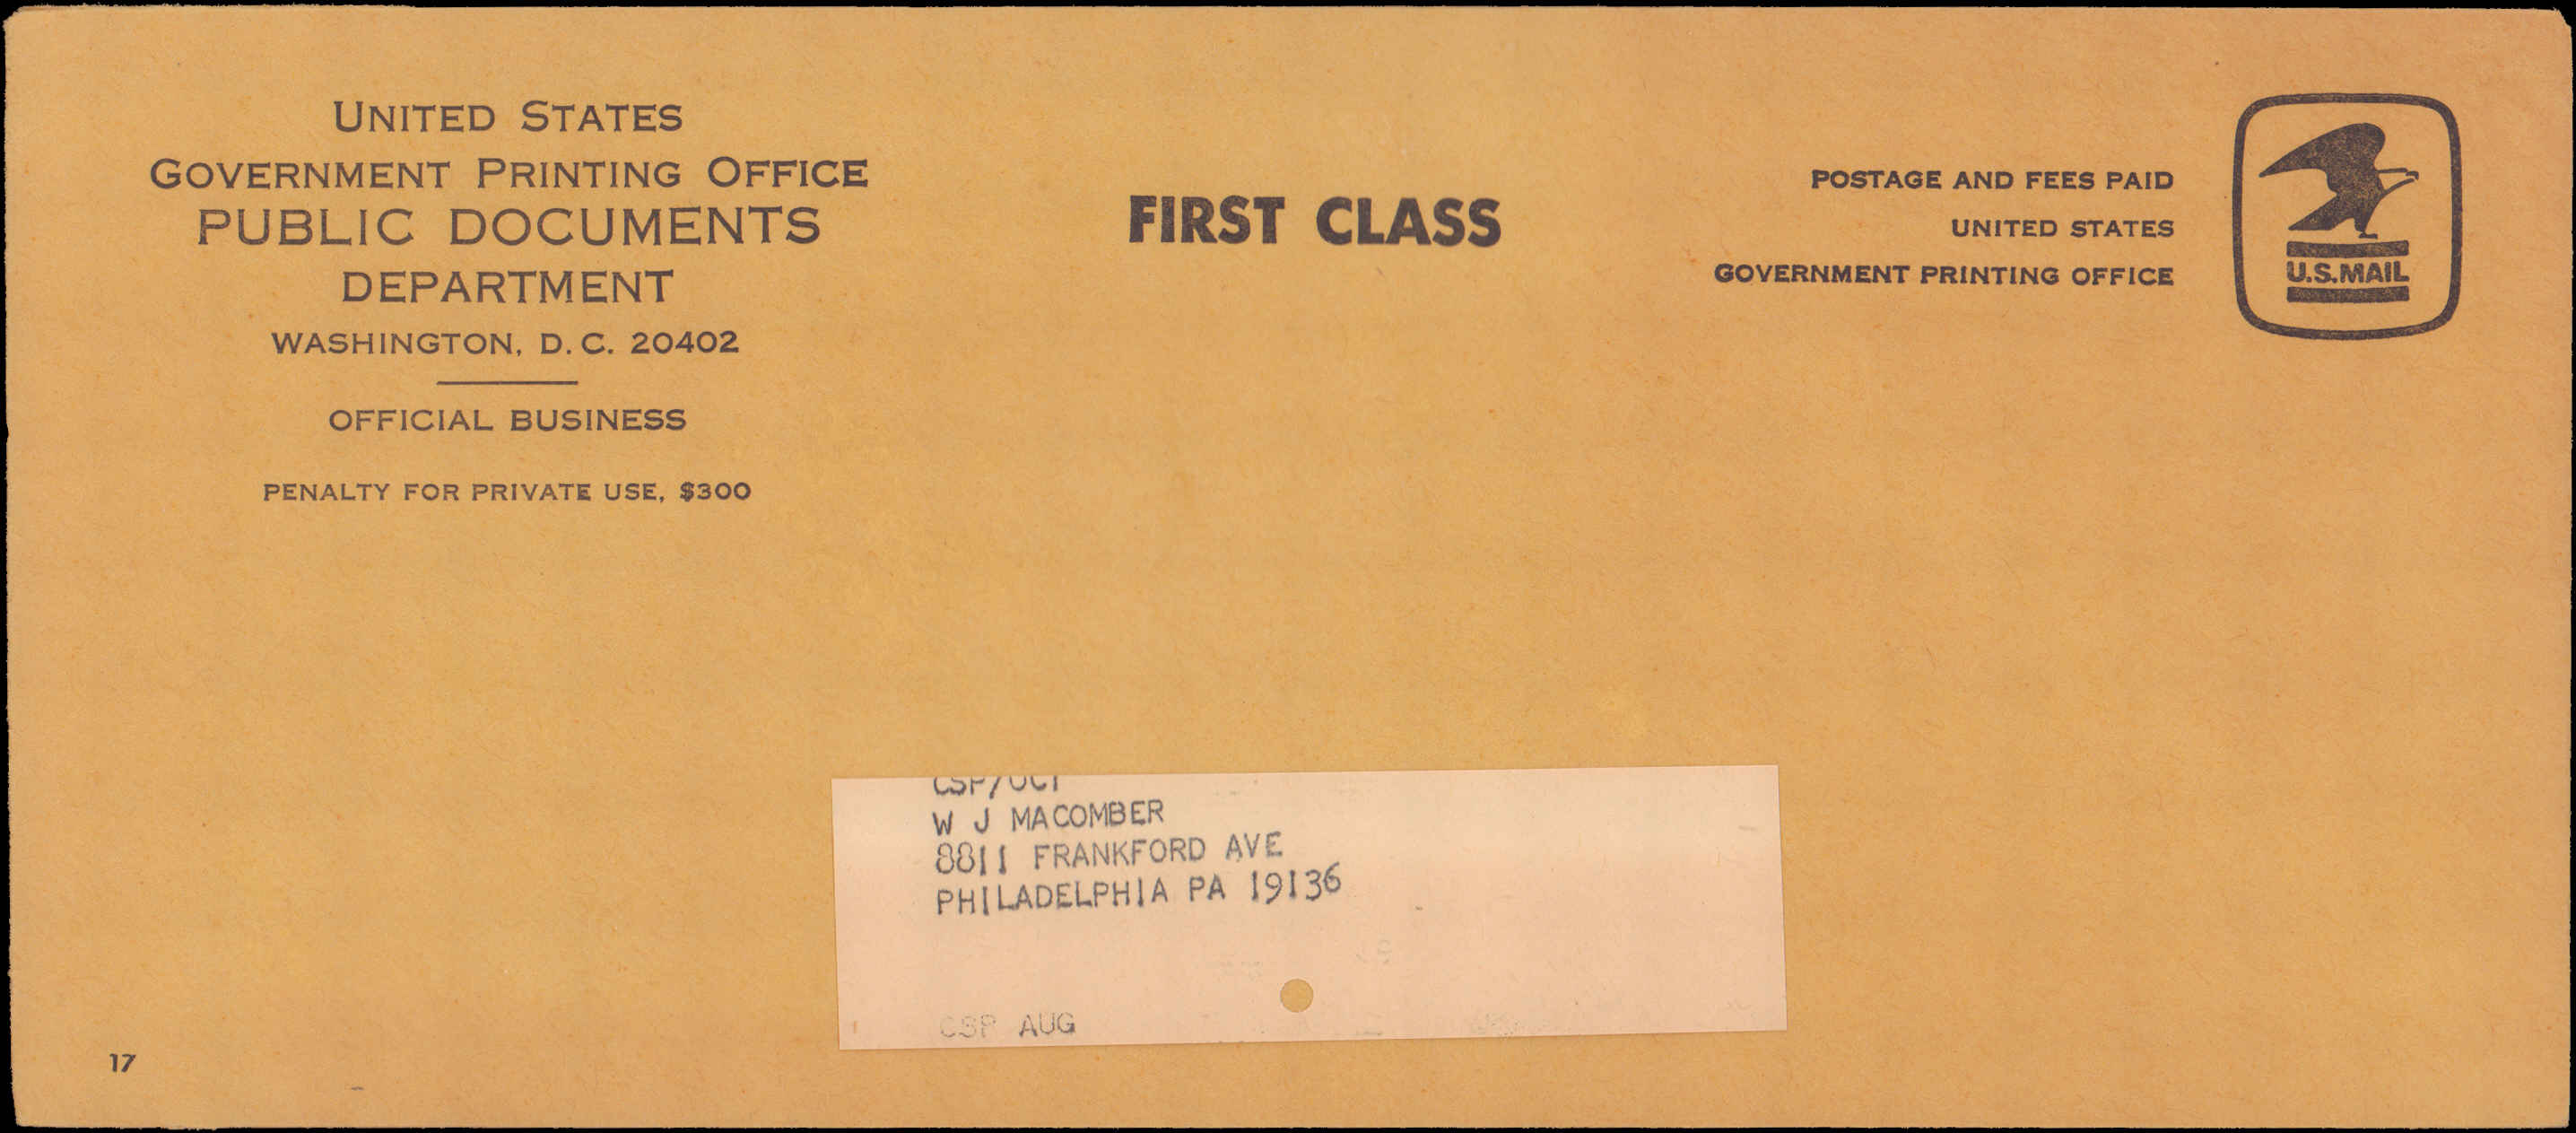 UNITED STATES
GOVERNMENT PRINTING OFFICE
PUBLIC DOCUMENTS
DEPARTMENT
WASHINGTON, D. C. 20402
OFFICIAL BUSINESS
PENALTY FOR PRIVATE USE, $300
FIRST CLASS
POSTAGE AND FEES PAID
UNITED STATES
GOVERNMENT PRINTING OFFICE
U.S.MAIL
CSP/OCT
W J MACOMBER
8811 FRANKFORD AVE
PHILADELPHIA PA 19136
CSP AUG
17